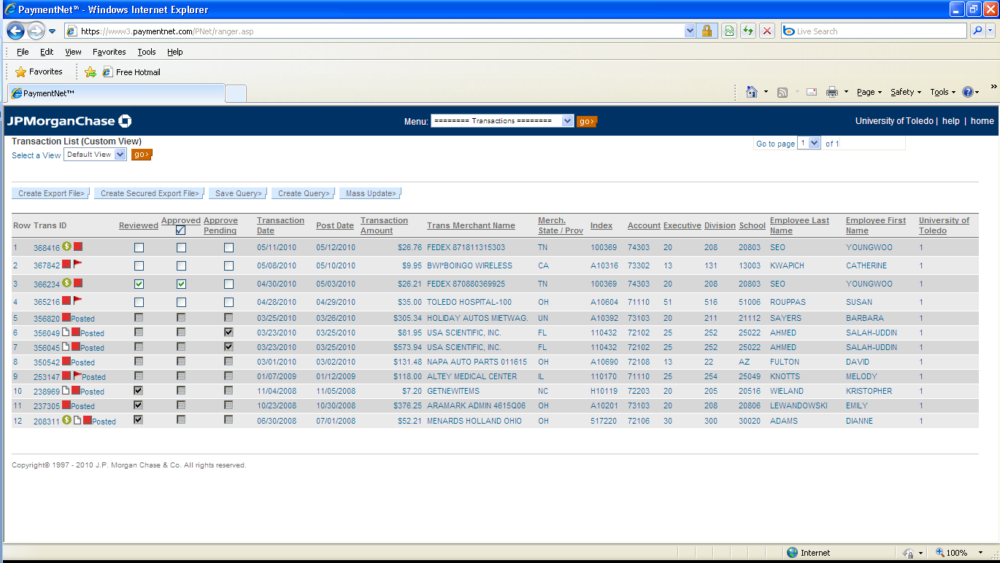 PaymentNet™ - Windows Internet Explorer
https://www3.paymentnet.com/PNet/ranger.asp
Live Search
File Edit View Favorites Tools Help
Favorites Free Hotmail
PaymentNet™
Page Safety Tools
JPMorganChase Menu: ======== Transactions ======== go> University of Toledo | help | home
Transaction List (Custom View)
Go to page 1 of 1
Select a View Default View go>
Create Export File> Create Secured Export File> Save Query> Create Query> Mass Update>
Row Trans ID Reviewed Approved Approve Pending Transaction Date Post Date Transaction Amount Trans Merchant Name Merch. State / Prov Index Account Executive Division School Employee Last Name Employee First Name University of Toledo
1 368416 05/11/2010 05/12/2010 $26.76 FEDEX 871811315303 TN 100369 74303 20 208 20803 SEO YOUNGWOO 1
2 367842 05/08/2010 05/10/2010 $9.95 BWI*BOINGO WIRELESS CA A10316 73302 13 131 13003 KWAPICH CATHERINE 1
3 366234 04/30/2010 05/03/2010 $26.21 FEDEX 870880369925 TN 100369 74303 20 208 20803 SEO YOUNGWOO 1
4 365216 04/28/2010 04/29/2010 $35.00 TOLEDO HOSPITAL-100 OH A10604 71110 51 516 51006 ROUPPAS SUSAN 1
5 356820 Posted 03/25/2010 03/26/2010 $305.34 HOLIDAY AUTOS MIETWAG. UN A10392 73103 20 211 21112 SAYERS BARBARA 1
6 356049 Posted 03/23/2010 03/25/2010 $81.95 USA SCIENTIFIC, INC. FL 110432 72102 25 252 25022 AHMED SALAH-UDDIN 1
7 356045 Posted 03/23/2010 03/25/2010 $573.94 USA SCIENTIFIC, INC. FL 110432 72102 25 252 25022 AHMED SALAH-UDDIN 1
8 350542 Posted 03/01/2010 03/02/2010 $131.48 NAPA AUTO PARTS 011615 OH A10690 72108 13 22 AZ FULTON DAVID 1
9 253147 Posted 01/07/2009 01/12/2009 $118.00 ALTEY MEDICAL CENTER IL 110170 71110 25 254 25049 KNOTTS MELODY 1
10 238969 Posted 11/04/2008 11/05/2008 $7.20 GETNEWITEMS NC H10119 72203 20 205 20516 WIELAND KRISTOPHER 1
11 237305 Posted 10/23/2008 10/30/2008 $376.25 ARAMARK ADMIN 4615Q06 OH A10201 73103 20 208 20806 LEWANDOWSKI EMILY 1
12 208311 Posted 06/30/2008 07/01/2008 $52.21 MENARDS HOLLAND OHIO OH 517220 72106 30 300 30020 ADAMS DIANNE 1
Copyright© 1997 - 2010 J.P. Morgan Chase & Co. All rights reserved.
Internet 100%